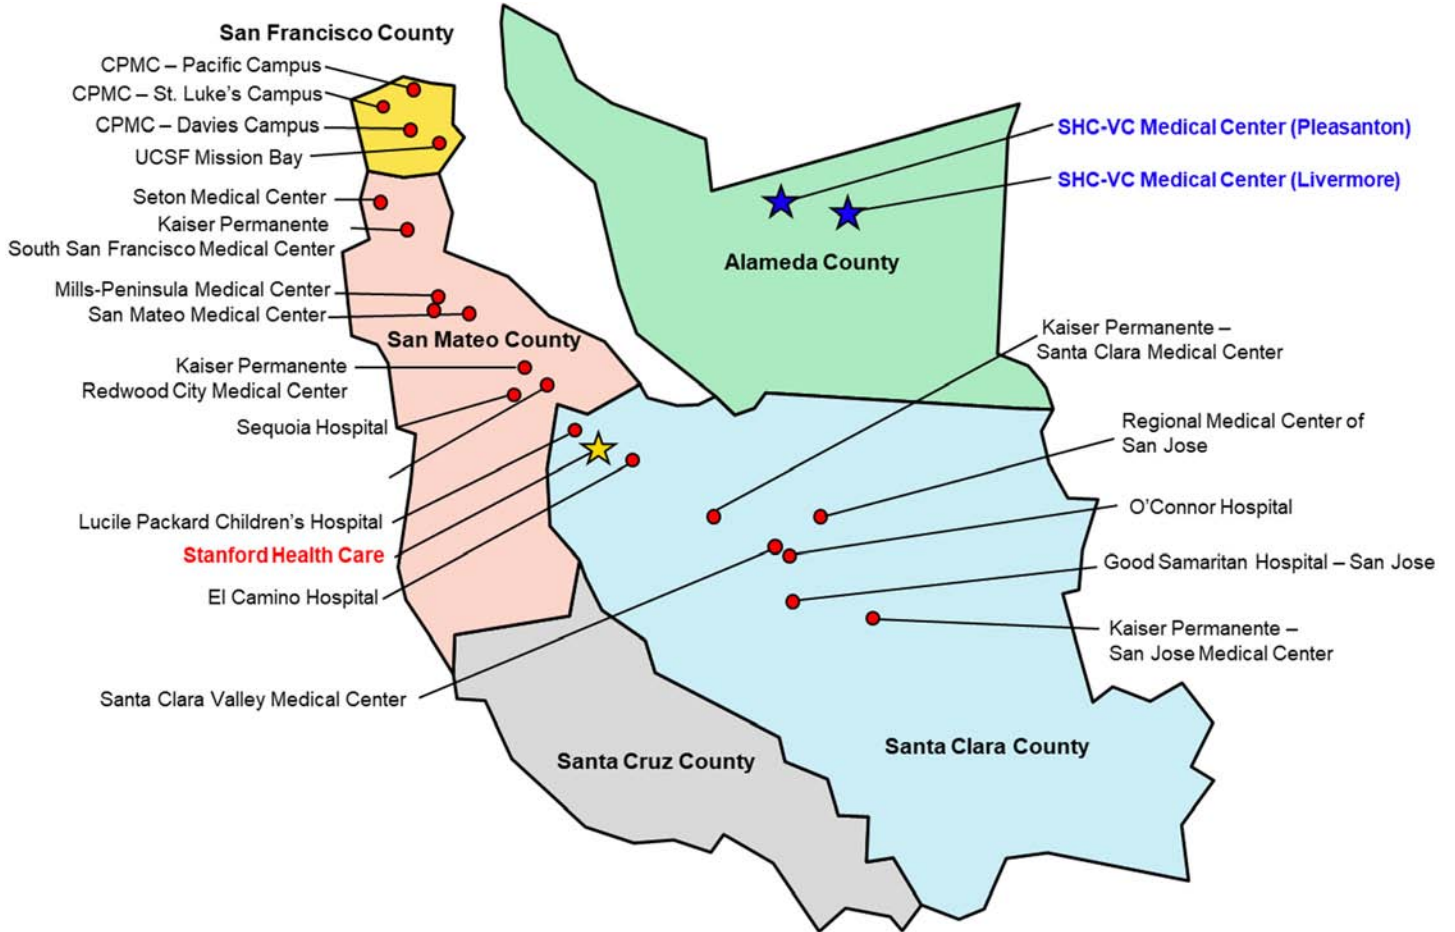 San Francisco County
CPMC – Pacific Campus
CPMC – St. Luke's Campus
CPMC – Davies Campus
UCSF Mission Bay
Seton Medical Center
Kaiser Permanente
South San Francisco Medical Center
Mills-Peninsula Medical Center
San Mateo Medical Center
San Mateo County
Kaiser Permanente
Redwood City Medical Center
Sequoia Hospital
Lucile Packard Children's Hospital
Stanford Health Care
El Camino Hospital
Santa Clara Valley Medical Center
SHC-VC Medical Center (Pleasanton)
SHC-VC Medical Center (Livermore)
Alameda County
Kaiser Permanente –
Santa Clara Medical Center
Regional Medical Center of
San Jose
O'Connor Hospital
Good Samaritan Hospital – San Jose
Kaiser Permanente –
San Jose Medical Center
Santa Clara County
Santa Cruz County